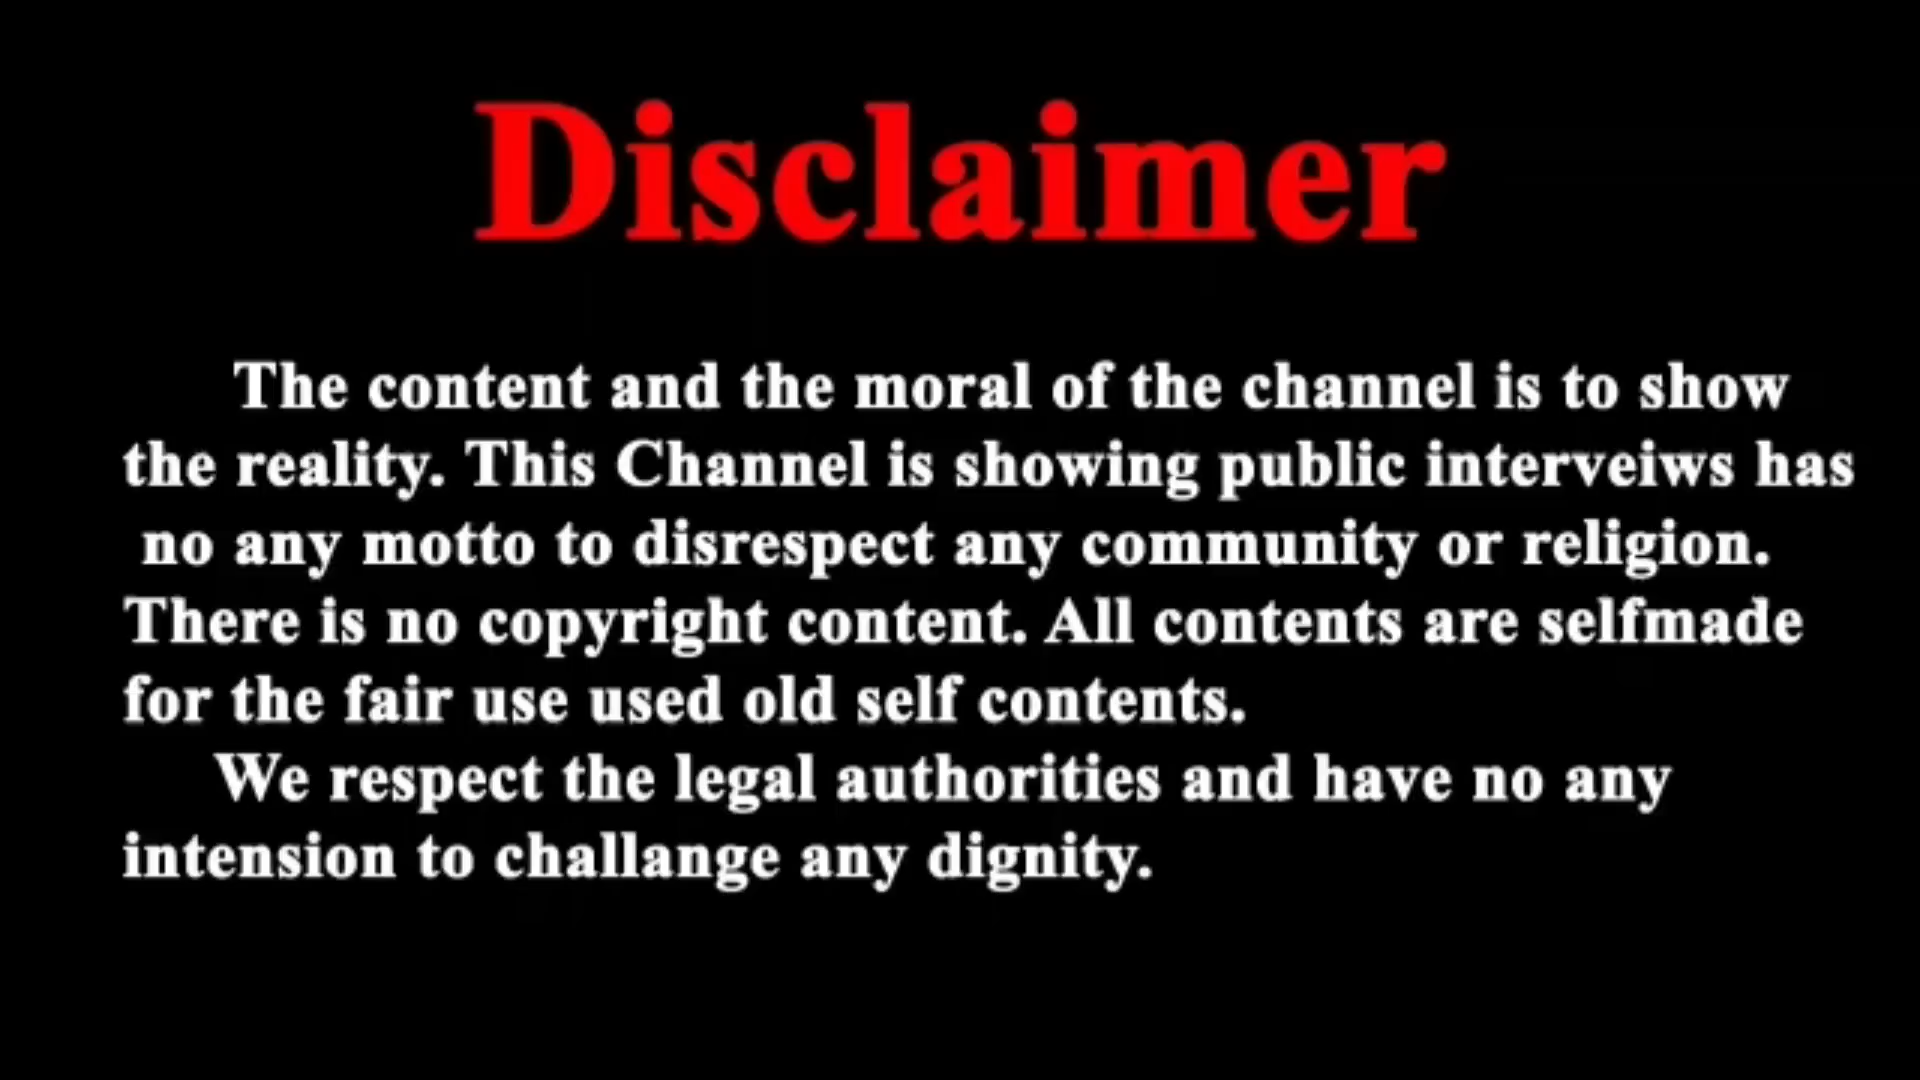 Disclaimer
The content and the moral of the channel is to show
the reality. This Channel is showing public interveiws has
no any motto to disrespect any community or religion.
There is no copyright content. All contents are selfmade
for the fair use used old self contents.
We respect the legal authorities and have no any
intension to challange any dignity.